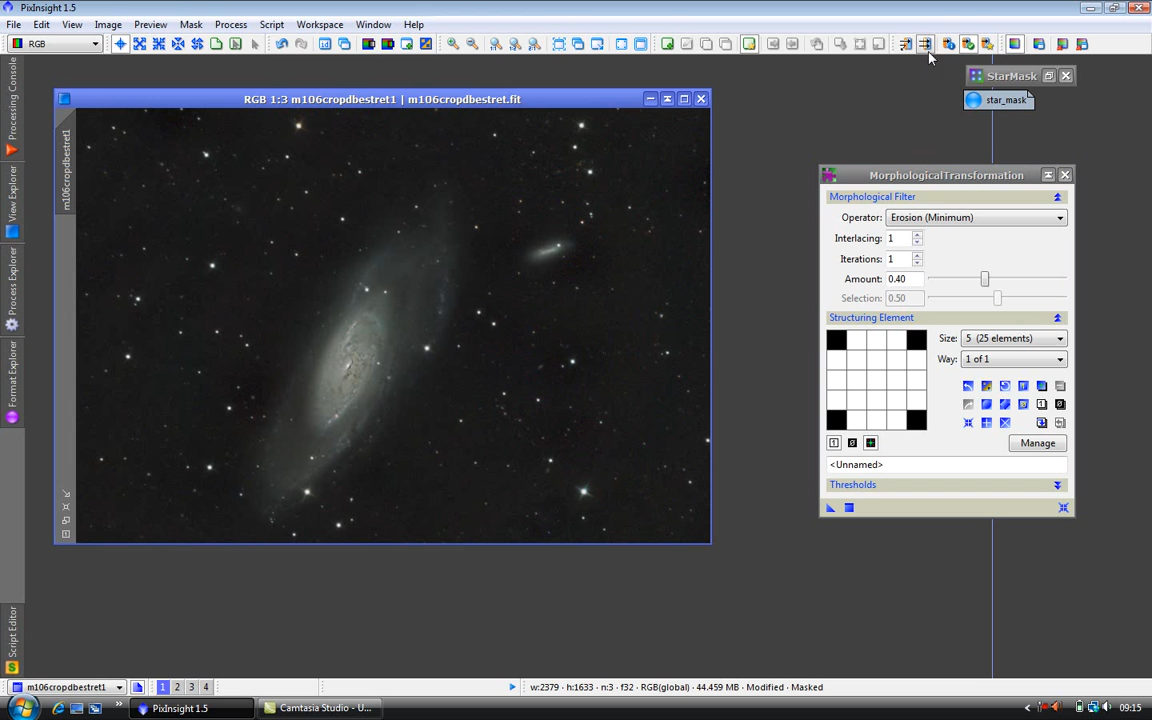 PixInsight 1.5
File Edit View Image Preview Process Script Workspace Window Help
RGB
Processing Console
View Explorer
Process Explorer
Format Explorer
Script Editor
RGB 1:3 m106cropdbestret1 | m106cropdbestret.fit
m106cropdbestret1
StarMask
star_mask
MorphologicalTransformation
Morphological Filter
Operator: Erosion (Minimum)
Interlacing: 1
Iterations: 1
Amount: 0.40
Selection: 0.50
Structuring Element
Size: 5 (25 elements)
Way: 1 of 1
Manage
<Unnamed>
Thresholds
m106cropdbestret1 1 2 3 4 w:2379 · h:1633 · n:3 · f32 · RGB(global) · 44.459 MB · Modified · Masked
PixInsight 1.5 Camtasia Studio - U... 09:15